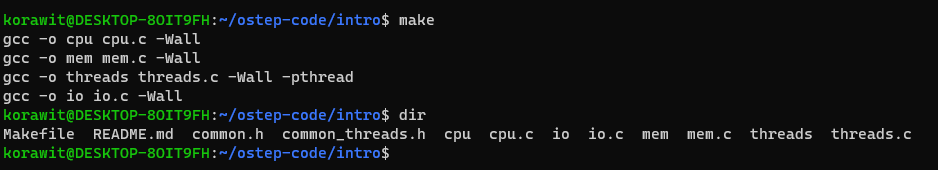 korawit@DESKTOP-8OIT9FH:~/ostep-code/intro$ make
gcc -o cpu cpu.c -Wall
gcc -o mem mem.c -Wall
gcc -o threads threads.c -Wall -pthread
gcc -o io io.c -Wall
korawit@DESKTOP-8OIT9FH:~/ostep-code/intro$ dir
Makefile  README.md  common.h  common_threads.h  cpu  cpu.c  io  io.c  mem  mem.c  threads  threads.c
korawit@DESKTOP-8OIT9FH:~/ostep-code/intro$